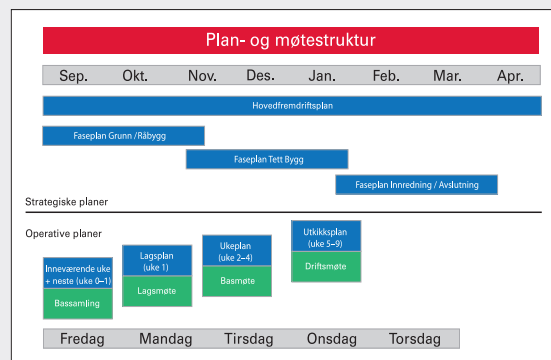 Plan- og møtestruktur
Sep. Okt. Nov. Des. Jan. Feb. Mar. Apr.
Hovedfremdriftsplan
Faseplan Grunn /Råbygg
Faseplan Tett Bygg
Faseplan Innredning / Avslutning
Strategiske planer
Operative planer
Inneværende uke
+ neste (uke 0–1)
Bassamling
Lagsplan
(uke 1)
Lagsmøte
Ukeplan
(uke 2–4)
Basmøte
Utkikksplan
(uke 5–9)
Driftsmøte
Fredag Mandag Tirsdag Onsdag Torsdag